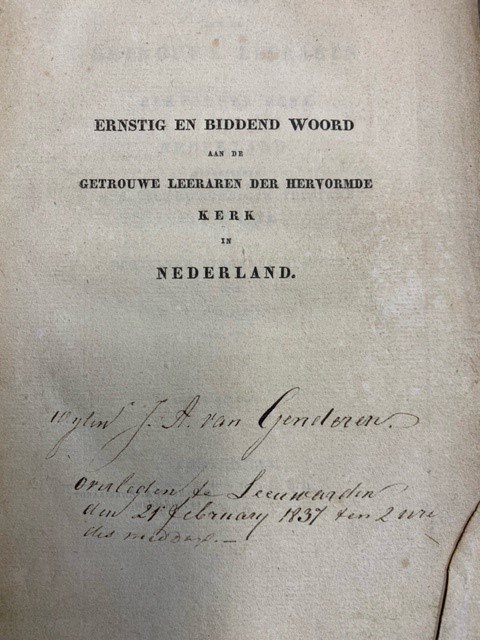 ERNSTIG EN BIDDEND WOORD
AAN DE
GETROUWE LEERAREN DER HERVORMDE
KERK
IN
NEDERLAND.
wylen J. A. van Genderen.
overleden te Leeuwarden
den 21 february 1837 ten 2 ure
des middags.—